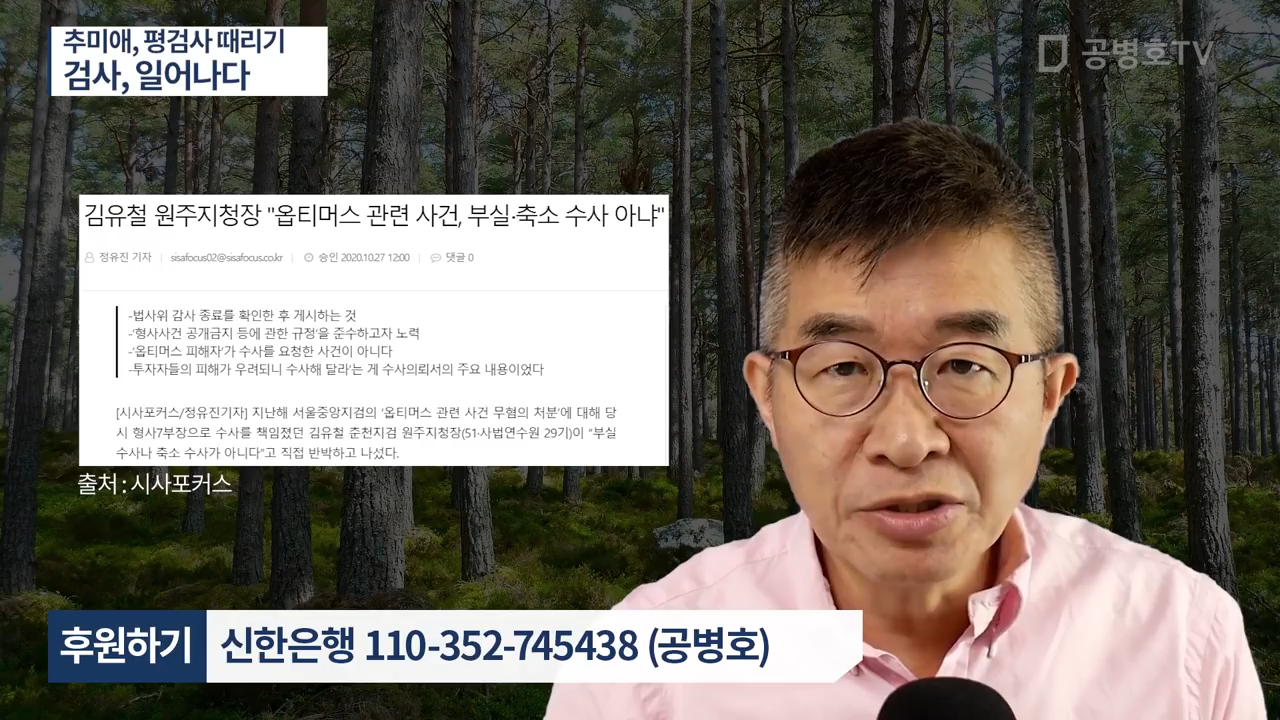 추미애, 평검사 때리기
검사, 일어나다
공병호TV
김유철 원주지청장 "옵티머스 관련 사건, 부실·축소 수사 아냐"
정유진 기자 | sisafocus02@sisafocus.co.kr | 승인 2020.10.27 12:00 | 댓글 0
-법사위 감사 종료를 확인한 후 게시하는 것
-'형사사건 공개금지 등에 관한 규정'을 준수하고자 노력
-'옵티머스 피해자'가 수사를 요청한 사건이 아니다
-투자자들의 피해가 우려되니 수사해 달라'는 게 수사의뢰서의 주요 내용이었다
[시사포커스/정유진기자] 지난해 서울중앙지검의 '옵티머스 관련 사건 무혐의 처분'에 대해 당
시 형사7부장으로 수사를 책임졌던 김유철 춘천지검 원주지청장(51·사법연수원 29기)이 "부실
수사나 축소 수사가 아니다"고 직접 반박하고 나섰다.
출처 : 시사포커스
후원하기 신한은행 110-352-745438 (공병호)